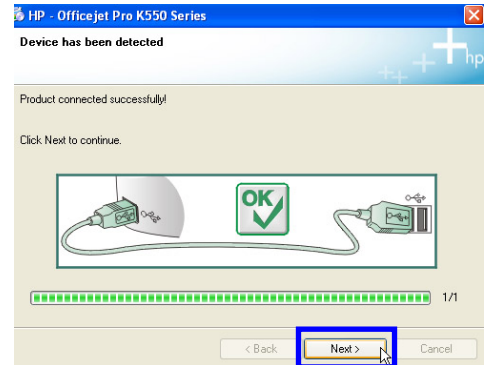 HP - Officejet Pro K550 Series
Device has been detected
hp
Product connected successfully!
Click Next to continue.
OK
1/1
< Back Next > Cancel